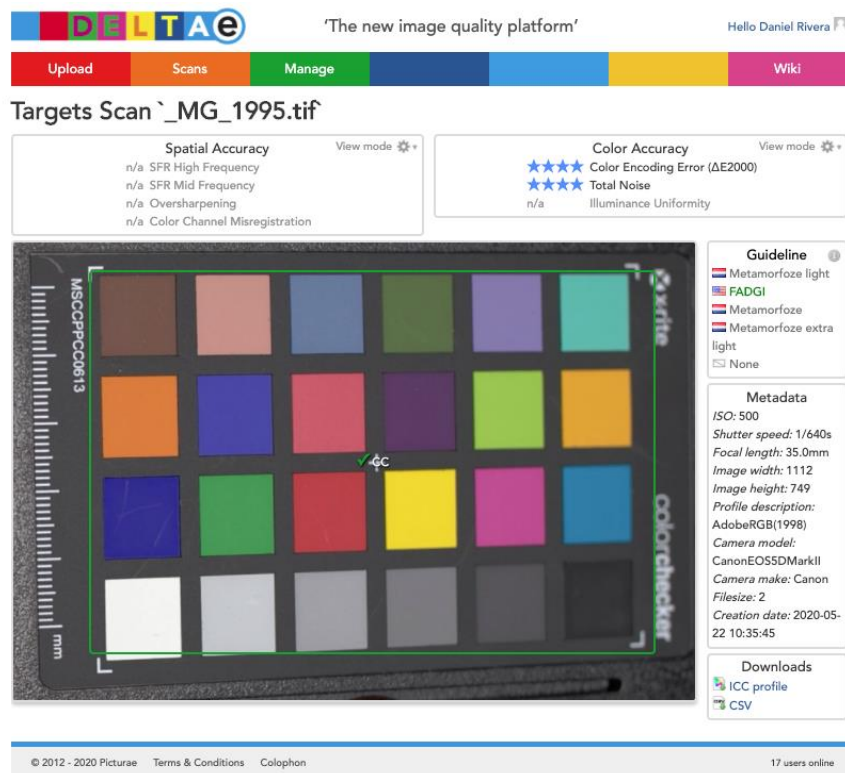 DELTAe
‘The new image quality platform’
Hello Daniel Rivera
Upload
Scans
Manage
Wiki
Targets Scan `_MG_1995.tif`
Spatial Accuracy
View mode
n/a SFR High Frequency
n/a SFR Mid Frequency
n/a Oversharpening
n/a Color Channel Misregistration
Color Accuracy
View mode
Color Encoding Error (ΔE2000)
Total Noise
n/a Illuminance Uniformity
MSCCPPCC0613
mm
x-rite
colorchecker
CC
Guideline
Metamorfoze light
FADGI
Metamorfoze
Metamorfoze extra
light
None
Metadata
ISO: 500
Shutter speed: 1/640s
Focal length: 35.0mm
Image width: 1112
Image height: 749
Profile description:
AdobeRGB(1998)
Camera model:
CanonEOS5DMarkII
Camera make: Canon
Filesize: 2
Creation date: 2020-05-
22 10:35:45
Downloads
ICC profile
CSV
© 2012 - 2020 Picturae Terms & Conditions Colophon
17 users online